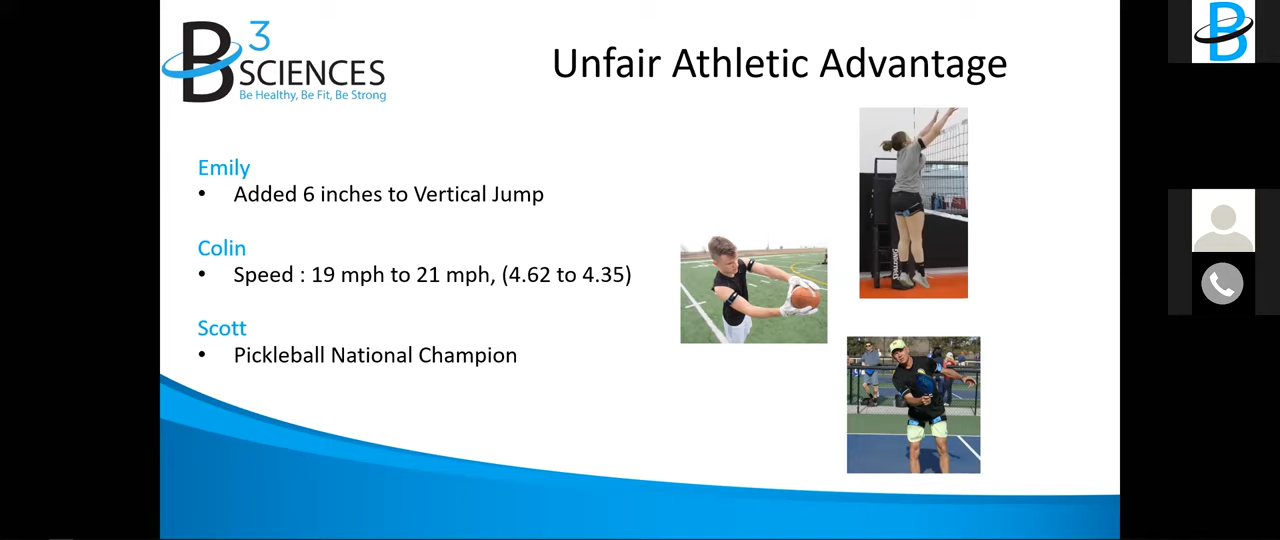 B3 SCIENCES
Be Healthy, Be Fit, Be Strong
Unfair Athletic Advantage
Emily
• Added 6 inches to Vertical Jump
Colin
• Speed : 19 mph to 21 mph, (4.62 to 4.35)
Scott
• Pickleball National Champion
SPALDING
B